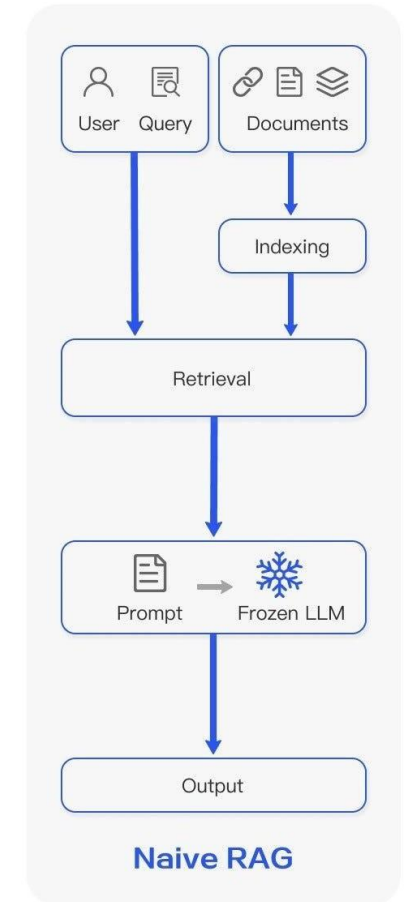 User Query
Documents
Indexing
Retrieval
Prompt
Frozen LLM
Output
Naive RAG